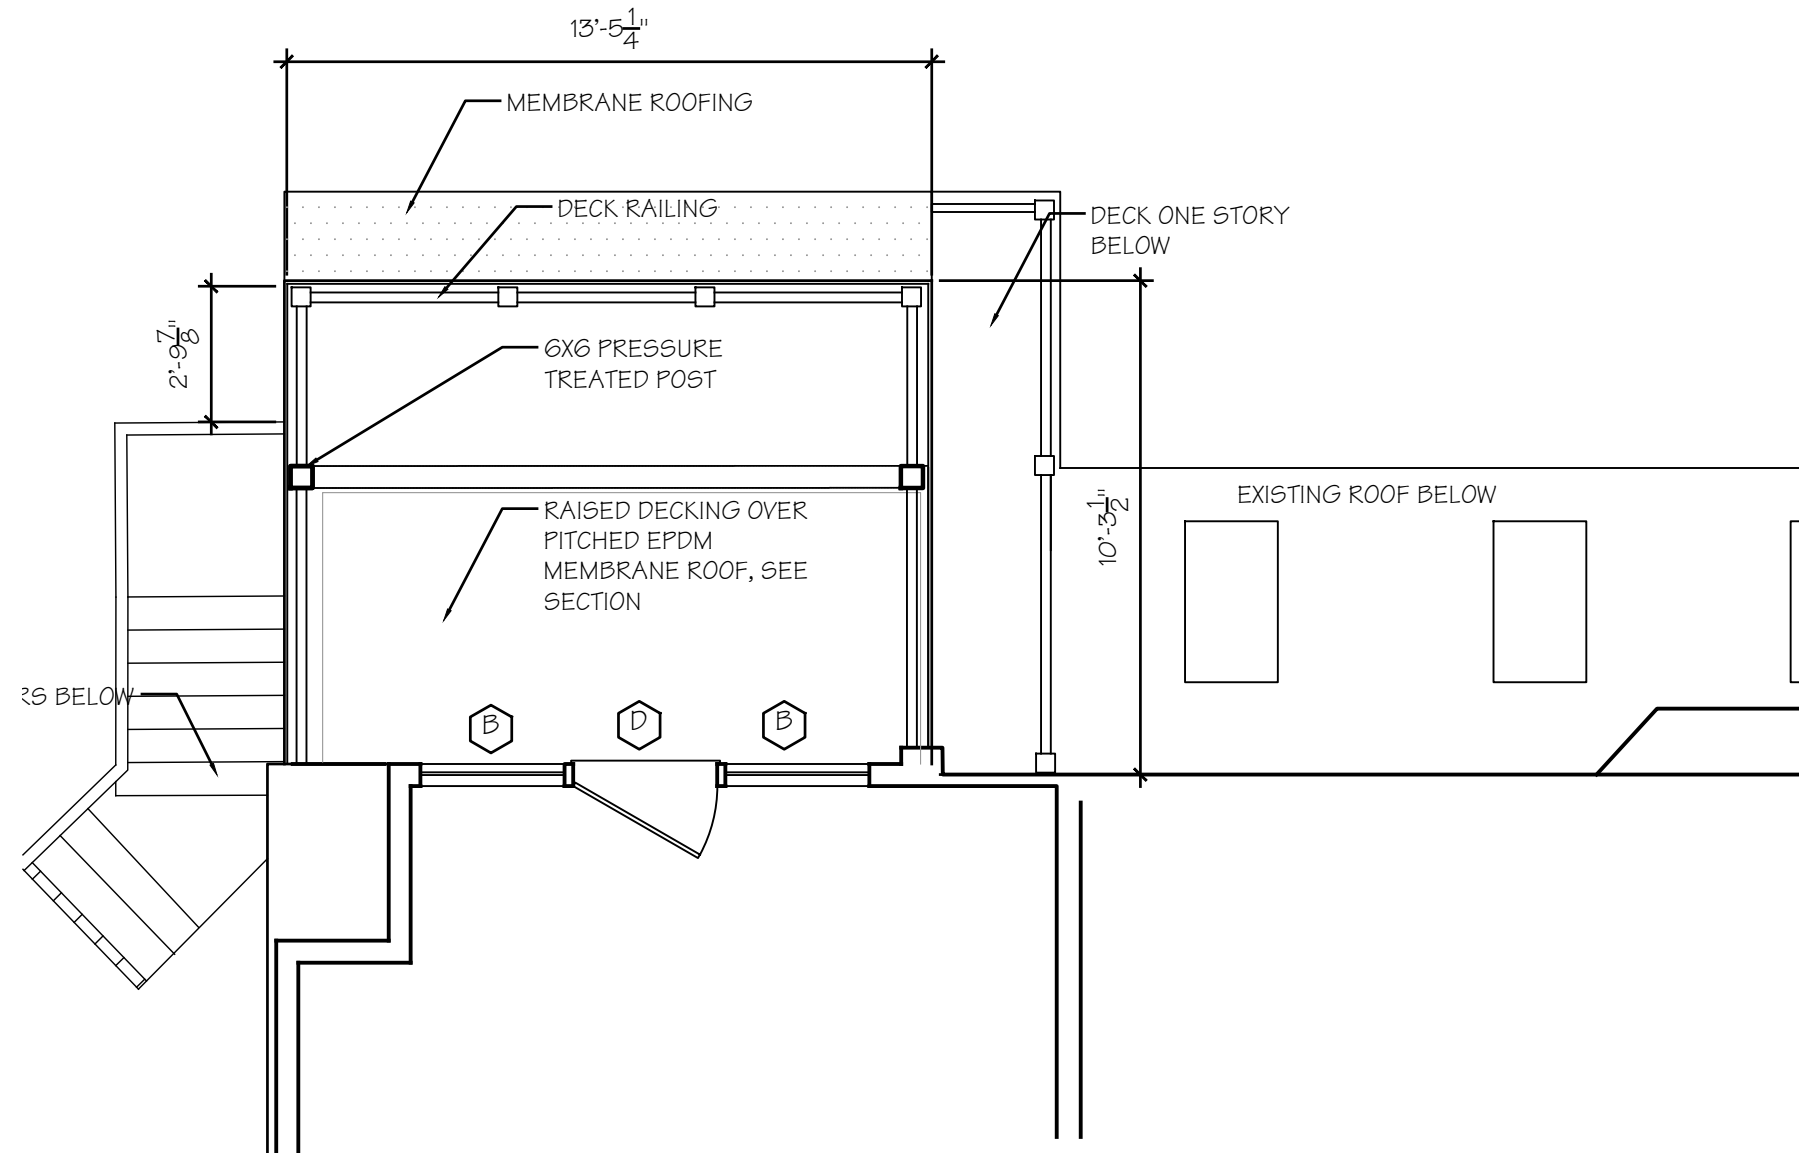 13'-5 1/4"
MEMBRANE ROOFING
DECK RAILING
DECK ONE STORY
BELOW
2'-9 7/8"
6X6 PRESSURE
TREATED POST
EXISTING ROOF BELOW
10'-3 1/2"
RAISED DECKING OVER
PITCHED EPDM
MEMBRANE ROOF, SEE
SECTION
RS BELOW
B
D
B